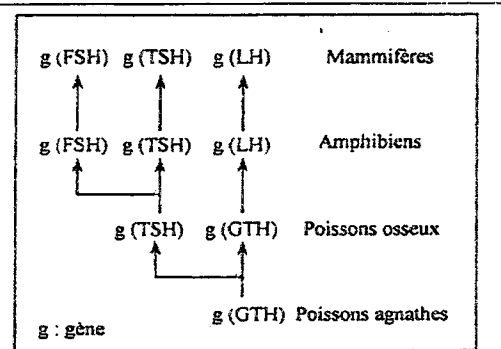 g (FSH) g (TSH) g (LH) Mammifères
g (FSH) g (TSH) g (LH) Amphibiens
g (TSH) g (GTH) Poissons osseux
g (GTH) Poissons agnathes
g : gène